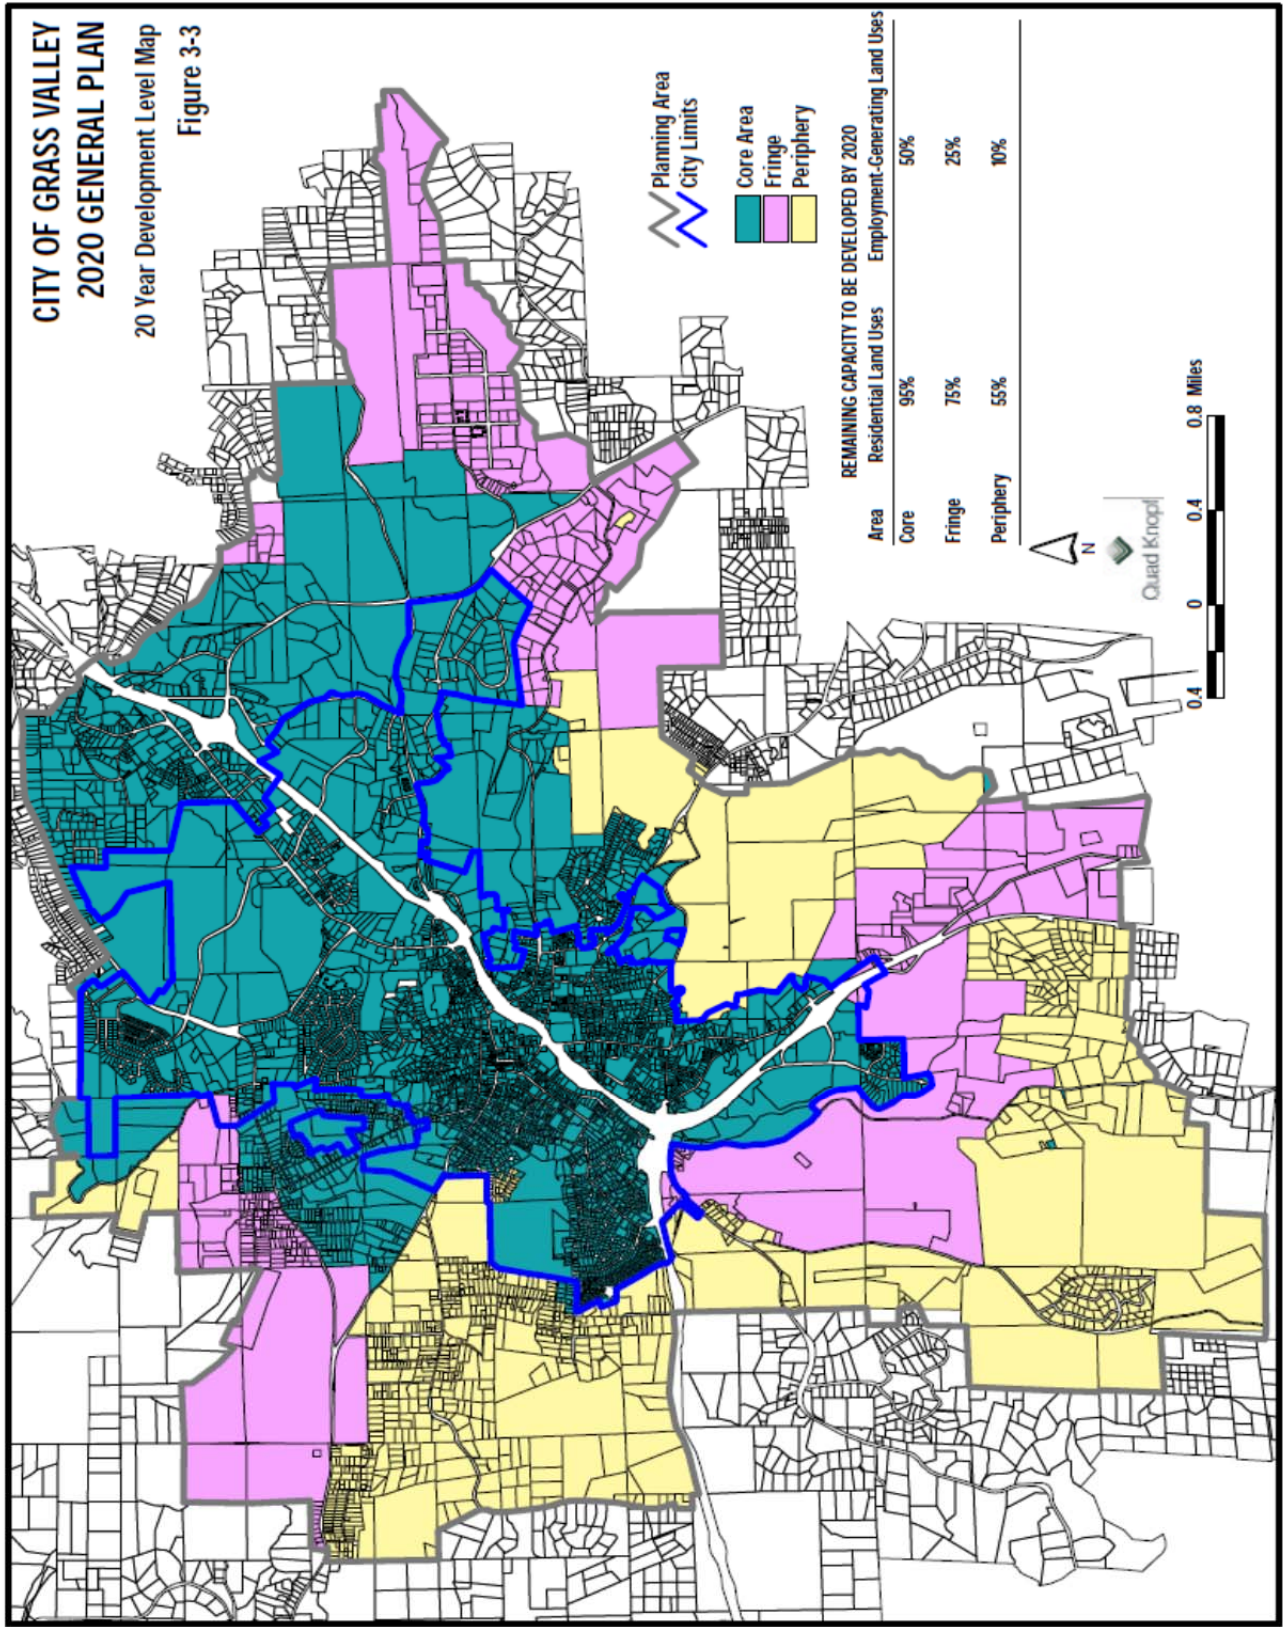 CITY OF GRASS VALLEY
2020 GENERAL PLAN
20 Year Development Level Map
Figure 3-3
Planning Area
City Limits
Core Area
Fringe
Periphery
REMAINING CAPACITY TO BE DEVELOPED BY 2020
Area Residential Land Uses Employment-Generating Land Uses
Core 95% 50%
Fringe 75% 25%
Periphery 55% 10%
N
Quad Knopf
0.4 0 0.4 0.8 Miles